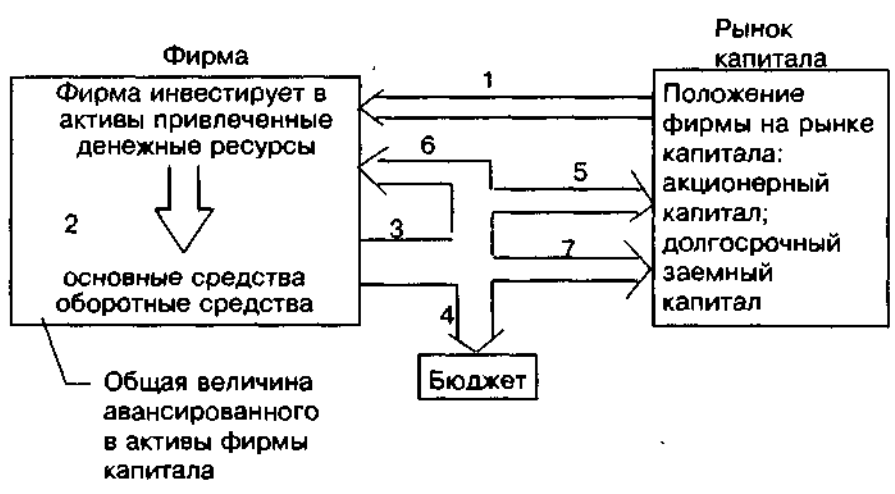 Фирма
Рынок
капитала
Фирма инвестирует в
активы привлеченные
денежные ресурсы
2
основные средства
оборотные средства
1
6
5
3
7
4
Положение
фирмы на рынке
капитала:
акционерный
капитал;
долгосрочный
заемный
капитал
Бюджет
Общая величина
авансированного
в активы фирмы
капитала